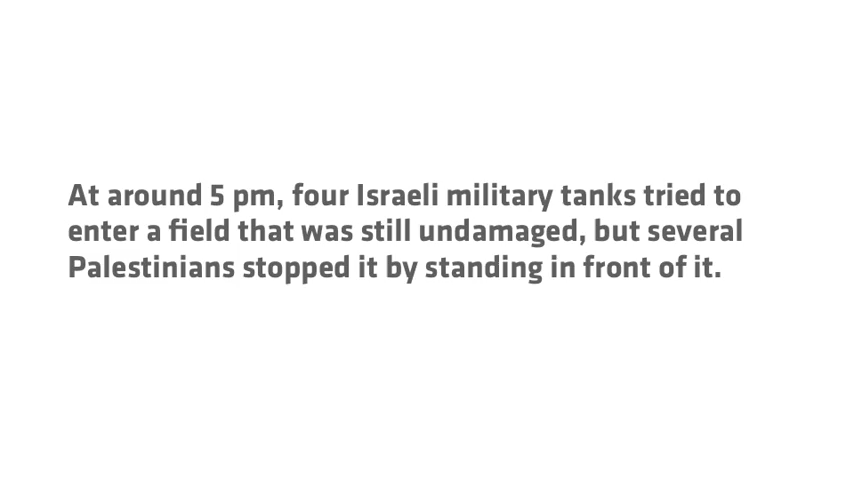 At around 5 pm, four Israeli military tanks tried to
enter a field that was still undamaged, but several
Palestinians stopped it by standing in front of it.